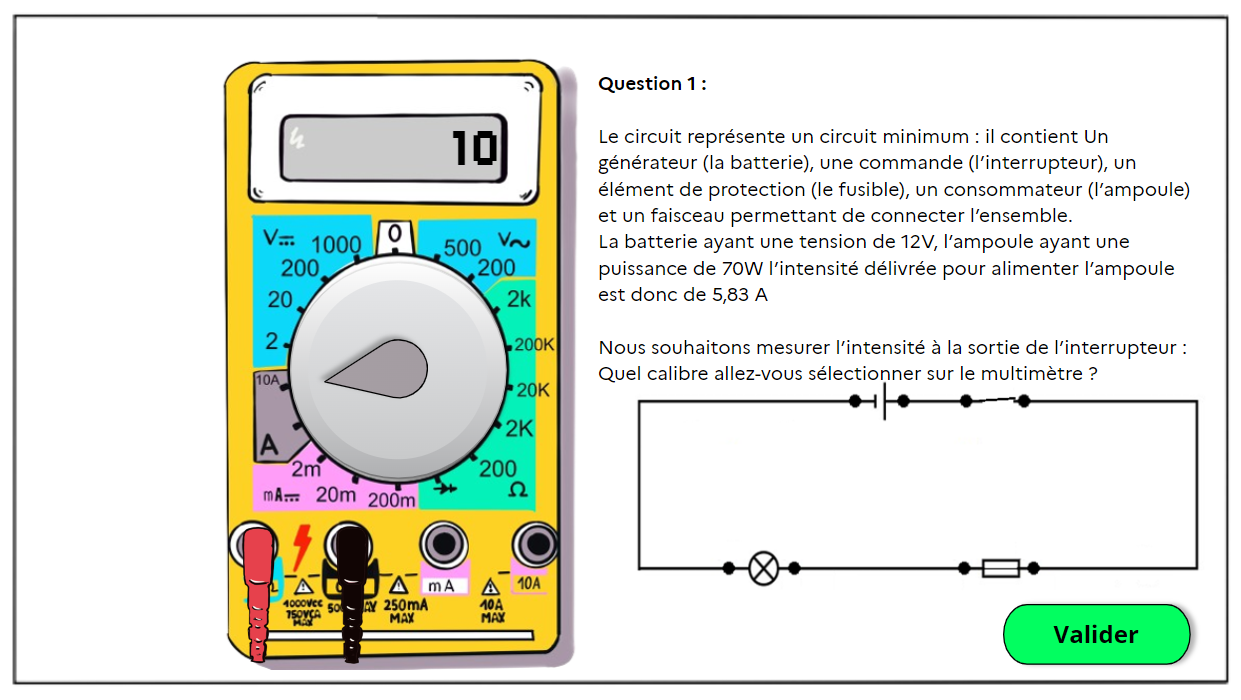 10
V 1000 0 500 V~
200 200
20 2k
2 200K
10A 20K
A 2K
2m 200
mA 20m 200m Ω
Ω mA 10A
1000Vcc
750VCA
MAX
250mA
MAX
10A
MAX
Question 1 :
Le circuit représente un circuit minimum : il contient Un
générateur (la batterie), une commande (l’interrupteur), un
élément de protection (le fusible), un consommateur (l’ampoule)
et un faisceau permettant de connecter l’ensemble.
La batterie ayant une tension de 12V, l’ampoule ayant une
puissance de 70W l’intensité délivrée pour alimenter l’ampoule
est donc de 5,83 A
Nous souhaitons mesurer l’intensité à la sortie de l’interrupteur :
Quel calibre allez-vous sélectionner sur le multimètre ?
Valider